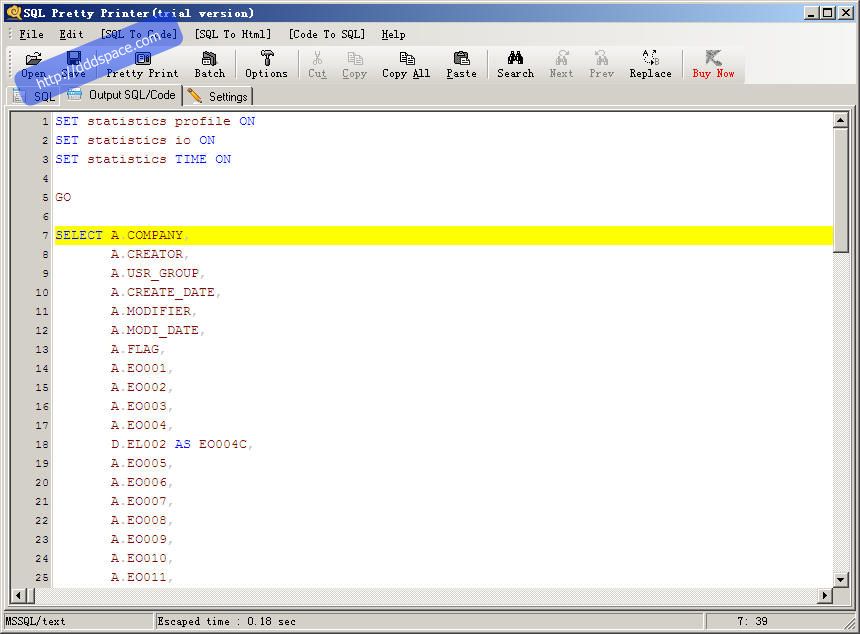 SQL Pretty Printer(trial version)
File Edit [SQL To Code] [SQL To Html] [Code To SQL] Help
Open Save Pretty Print Batch Options Cut Copy Copy All Paste Search Next Prev Replace Buy Now
http://dddspace.com
SQL Output SQL/Code Settings
1 SET statistics profile ON
2 SET statistics io ON
3 SET statistics TIME ON
4
5 GO
6
7 SELECT A.COMPANY,
8 A.CREATOR,
9 A.USR_GROUP,
10 A.CREATE_DATE,
11 A.MODIFIER,
12 A.MODI_DATE,
13 A.FLAG,
14 A.EO001,
15 A.EO002,
16 A.EO003,
17 A.EO004,
18 D.EL002 AS EO004C,
19 A.EO005,
20 A.EO006,
21 A.EO007,
22 A.EO008,
23 A.EO009,
24 A.EO010,
25 A.EO011,
MSSQL/text Escaped time : 0.18 sec 7: 39